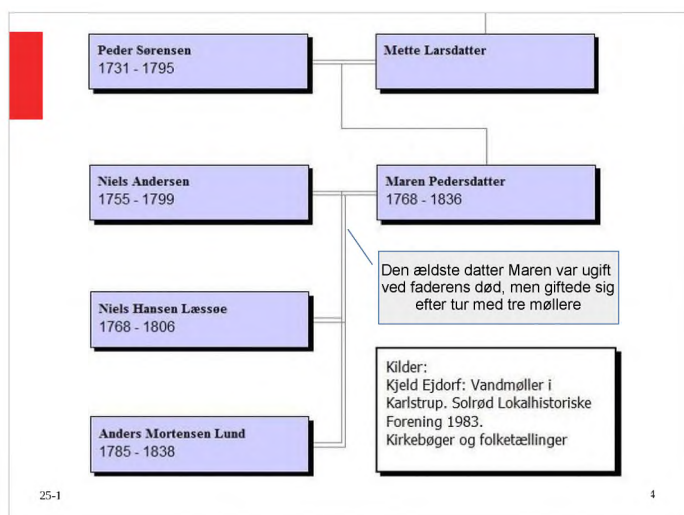 Peder Sørensen
1731 - 1795
Mette Larsdatter
Niels Andersen
1755 - 1799
Maren Pedersdatter
1768 - 1836
Den ældste datter Maren var ugift
ved faderens død, men giftede sig
efter tur med tre møllere
Niels Hansen Læssøe
1768 - 1806
Kilder:
Kjeld Ejdorf: Vandmøller i
Karlstrup. Solrød Lokalhistoriske
Forening 1983.
Kirkebøger og folketællinger
Anders Mortensen Lund
1785 - 1838
25-1
4